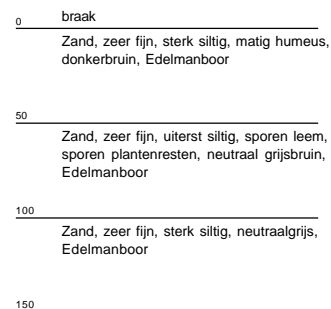 braak
0
Zand, zeer fijn, sterk siltig, matig humeus,
donkerbruin, Edelmanboor
50
Zand, zeer fijn, uiterst siltig, sporen leem,
sporen plantenresten, neutraal grijsbruin,
Edelmanboor
100
Zand, zeer fijn, sterk siltig, neutraalgrijs,
Edelmanboor
150